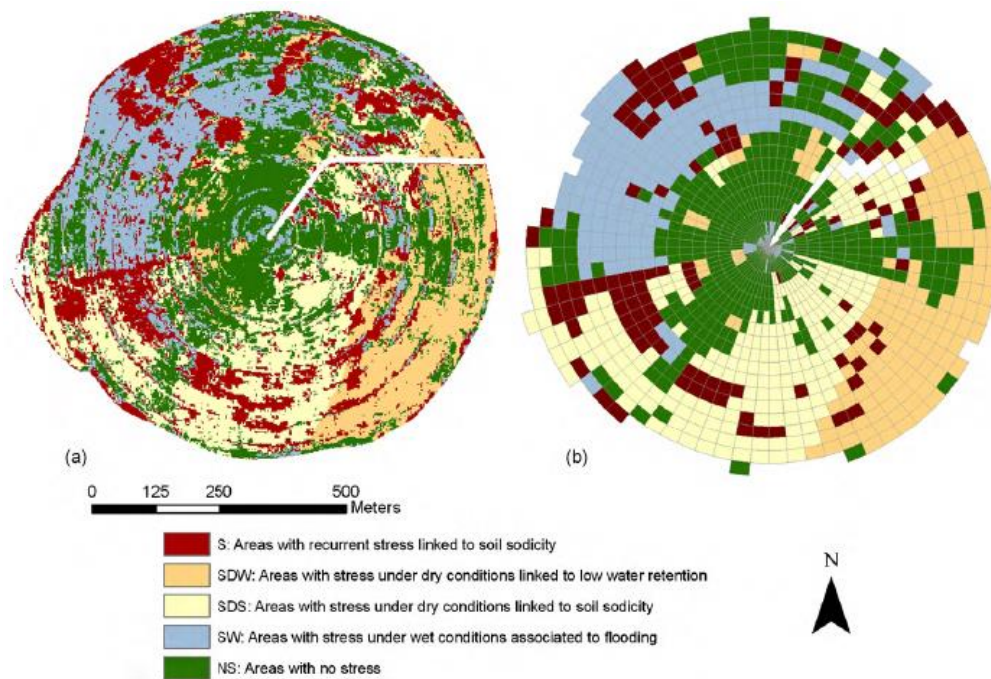 (a)
(b)
0 125 250 500
Meters
S: Areas with recurrent stress linked to soil sodicity
N
SDW: Areas with stress under dry conditions linked to low water retention
SDS: Areas with stress under dry conditions linked to soil sodicity
SW: Areas with stress under wet conditions associated to flooding
NS: Areas with no stress